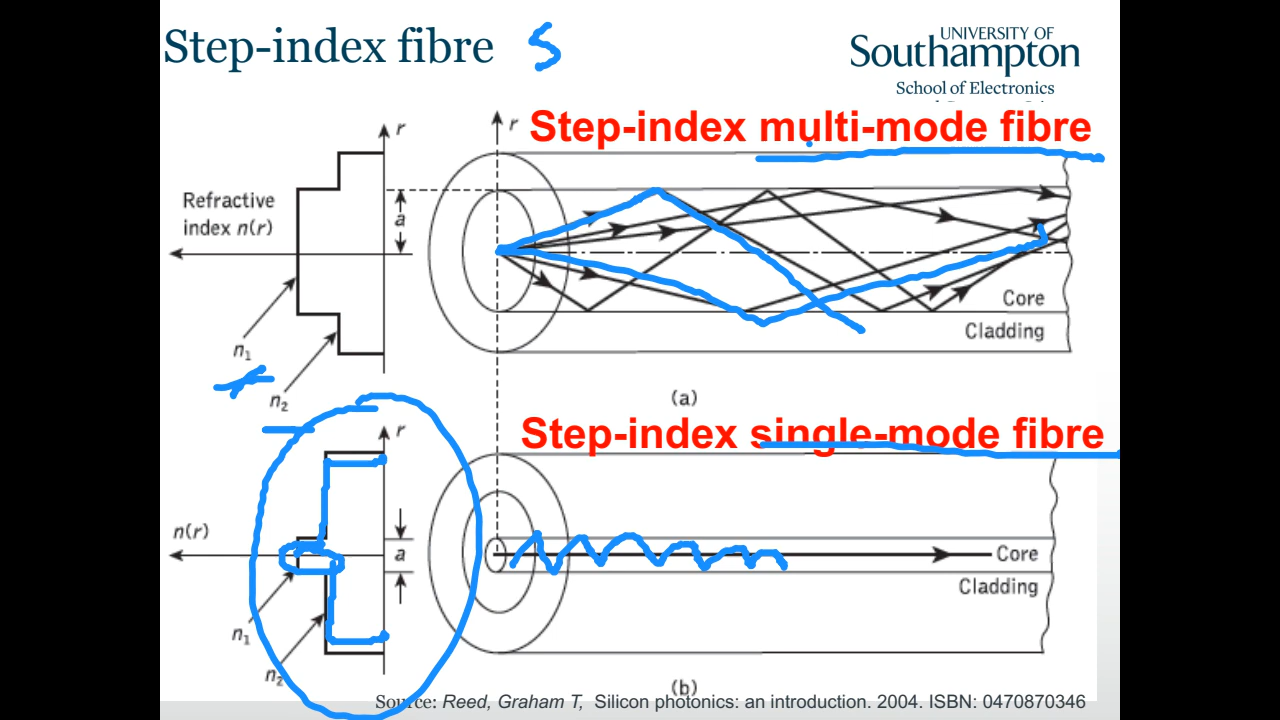 Step-index fibre S
UNIVERSITY OF
Southampton
School of Electronics
r
r
Step-index multi-mode fibre
Refractive
index n(r)
a
n1
n2
Core
Cladding
(a)
r
Step-index single-mode fibre
n(r)
a
Core
Cladding
n1
n2
(b)
Source: Reed, Graham T, Silicon photonics: an introduction. 2004. ISBN: 0470870346